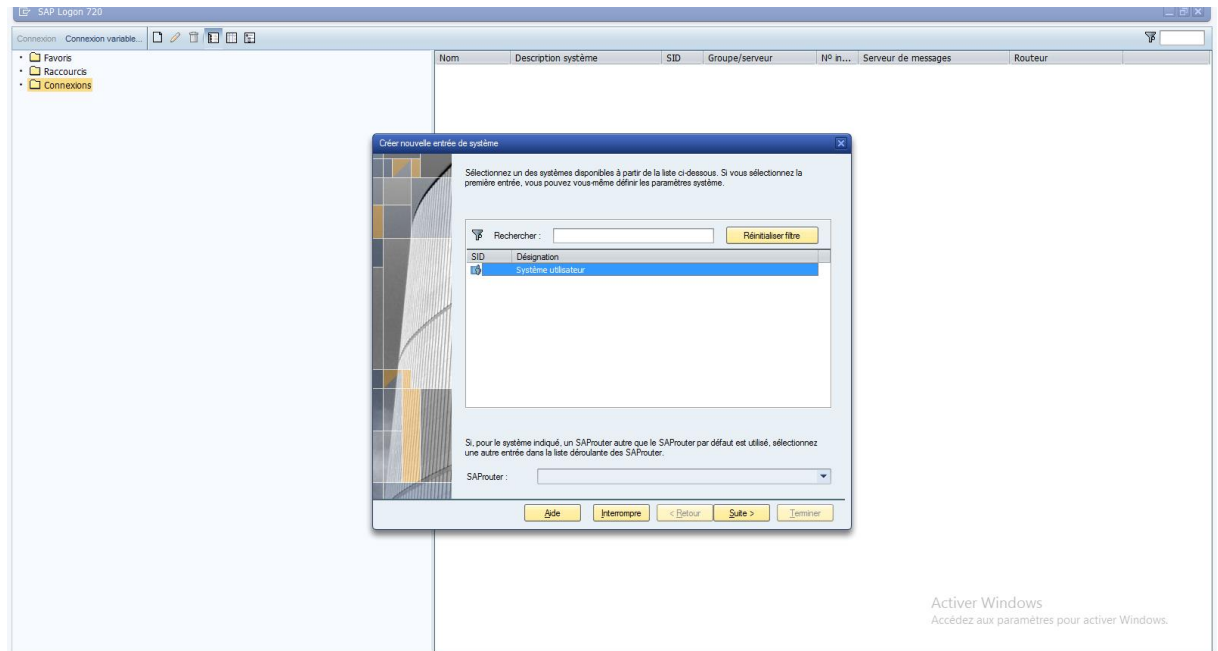 SAP Logon 720
Connexion Connexion variable...
Favoris
Raccourcis
Connexions
Nom Description système SID Groupe/serveur Nº in... Serveur de messages Routeur
Créer nouvelle entrée de système
Sélectionnez un des systèmes disponibles à partir de la liste ci-dessous. Si vous sélectionnez la
première entrée, vous pouvez vous-même définir les paramètres système.
Rechercher : Réinitialiser filtre
SID Désignation
Système utilisateur
Si, pour le système indiqué, un SAProuter autre que le SAProuter par défaut est utilisé, sélectionnez
une autre entrée dans la liste déroulante des SAProuter.
SAProuter :
Aide Interrompre < Retour Suite > Terminer
Activer Windows
Accédez aux paramètres pour activer Windows.